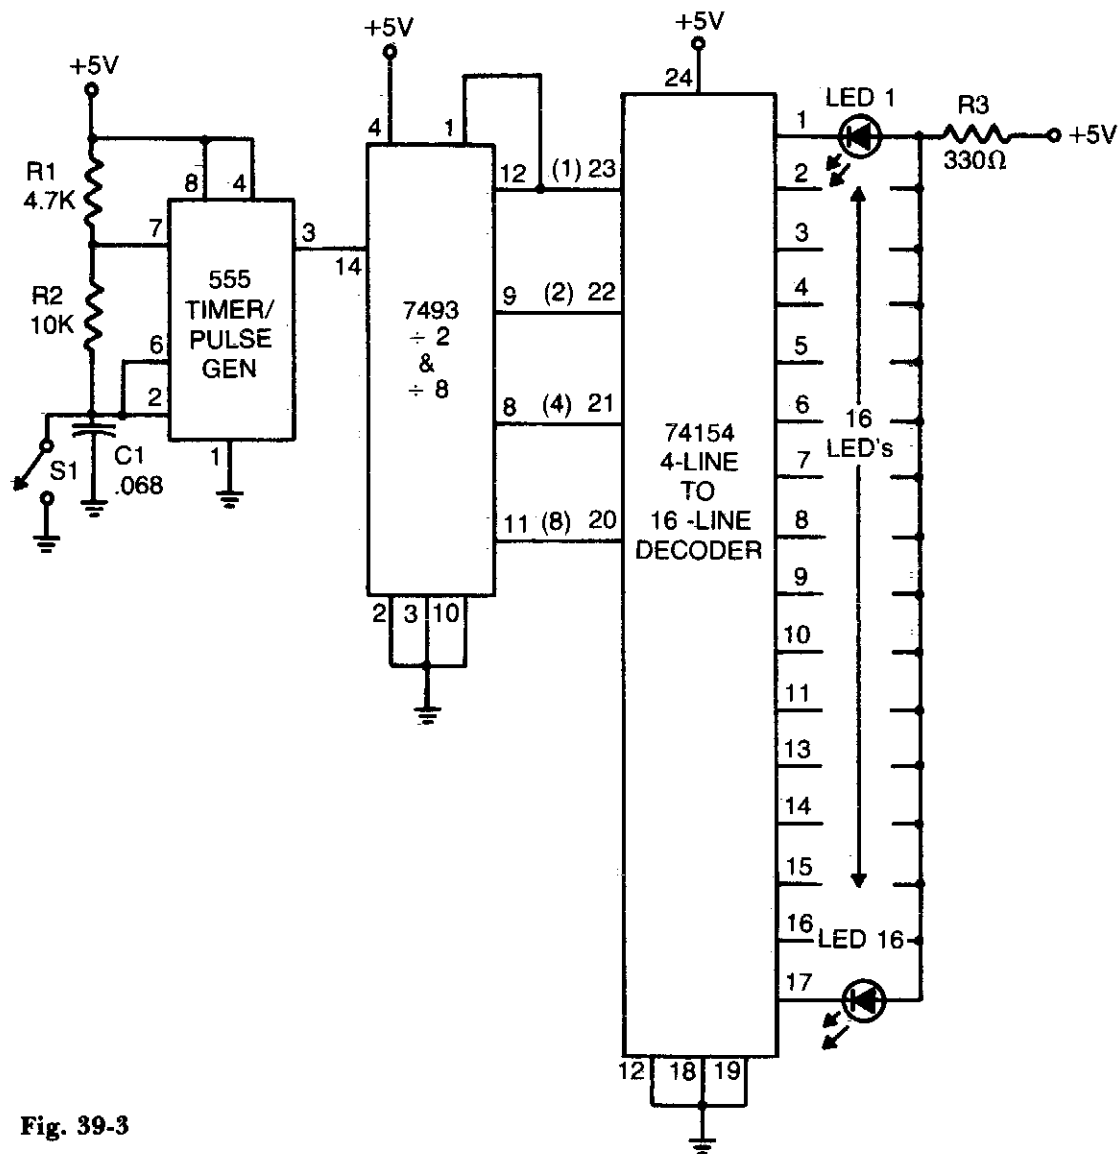 +5V
R1
4.7K
R2
10K
S1
C1
.068
8
4
7
6
2
1
3
555
TIMER/
PULSE
GEN
+5V
4
1
14
12
9
8
11
7493
÷ 2
&
÷ 8
2
3
10
(1)
(2)
(4)
(8)
+5V
24
23
22
21
20
74154
4-LINE
TO
16 -LINE
DECODER
12
18
19
1
2
3
4
5
6
7
8
9
10
11
13
14
15
16
17
LED 1
R3
330Ω
+5V
16
LED's
LED 16
Fig. 39-3